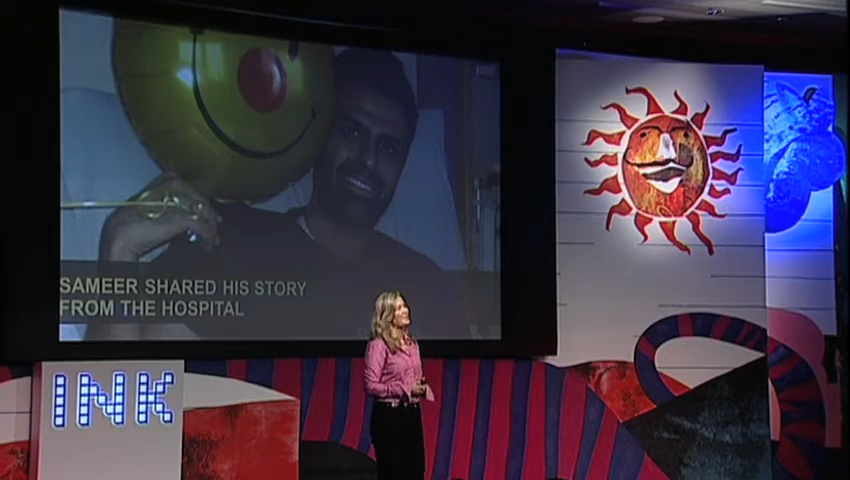 SAMEER SHARED HIS STORY
FROM THE HOSPITAL
INK